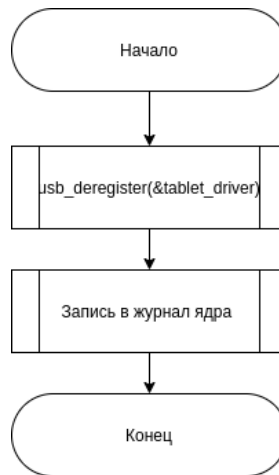 Начало
usb_deregister(&tablet_driver)
Запись в журнал ядра
Конец